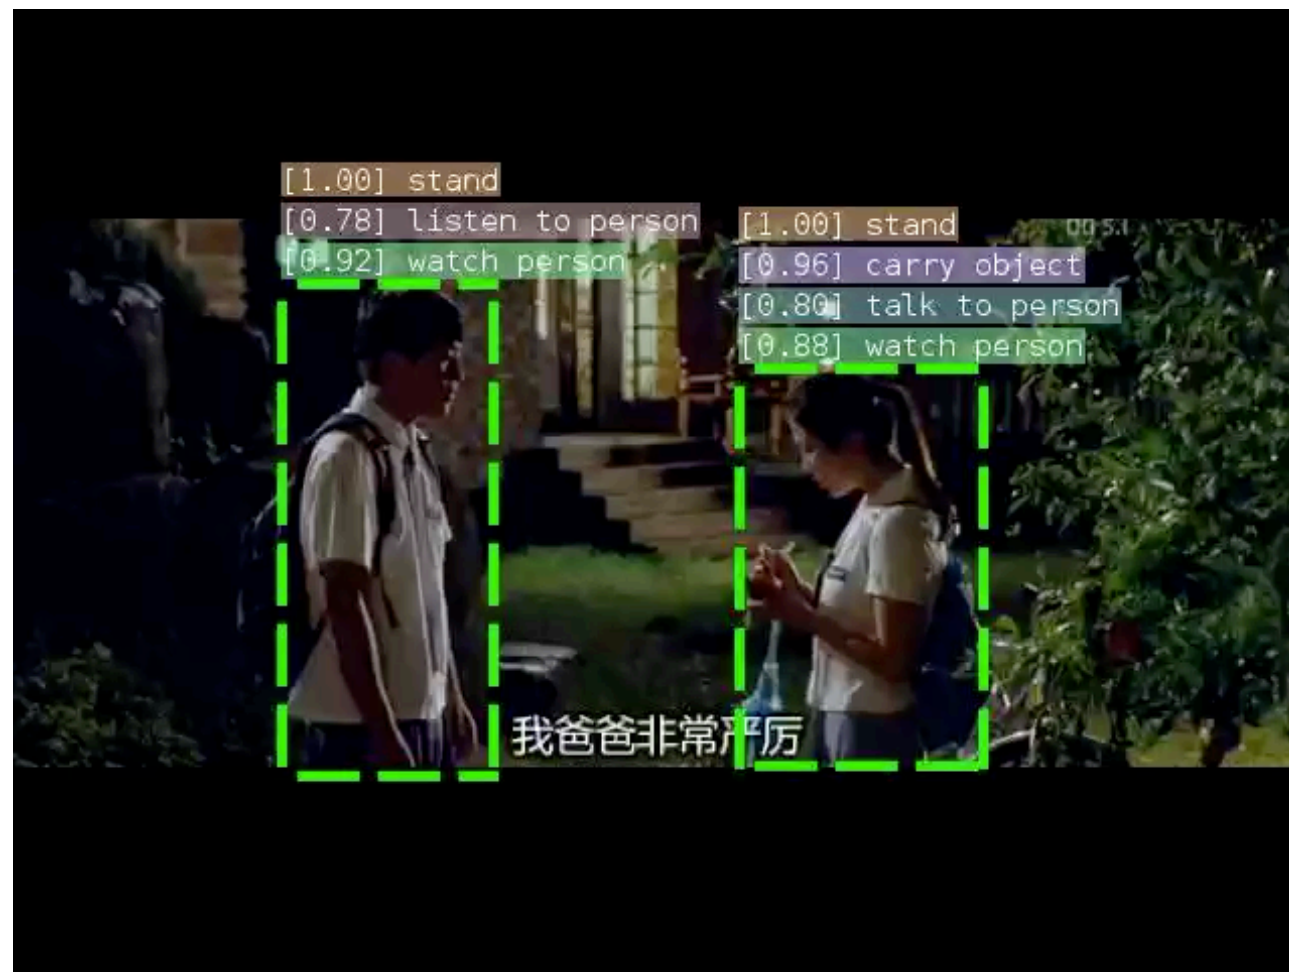 [1.00] stand
[0.78] listen to person
[0.92] watch person
[1.00] stand
[0.96] carry object
[0.80] talk to person
[0.88] watch person
我爸爸非常严厉